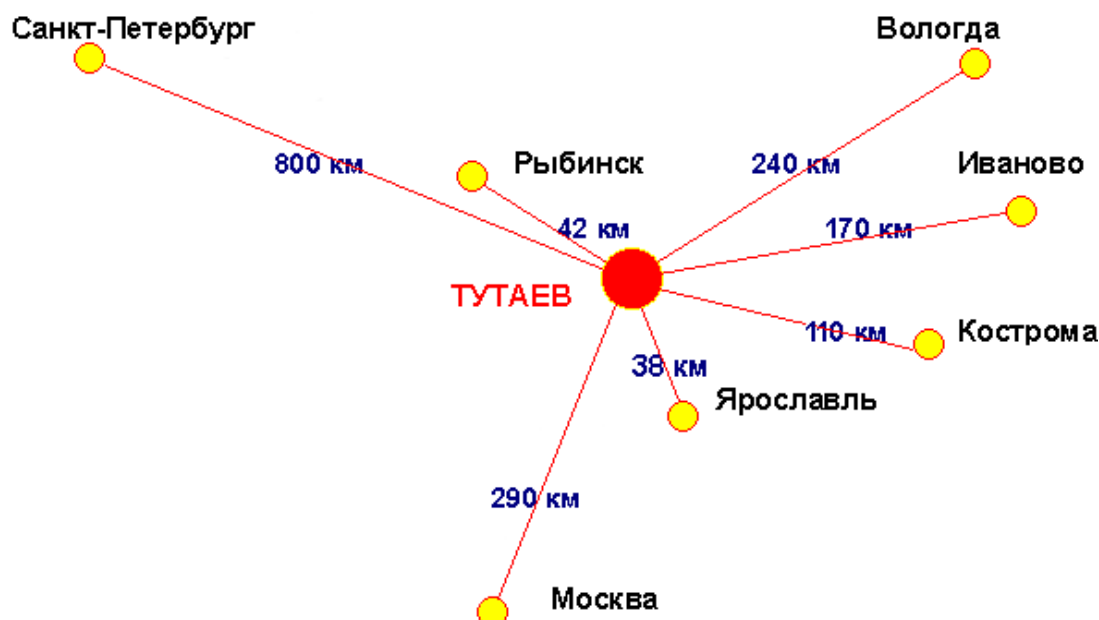 Санкт-Петербург
Вологда
800 км
Рыбинск
240 км
Иваново
42 км
170 км
ТУТАЕВ
110 км
Кострома
38 км
Ярославль
290 км
Москва